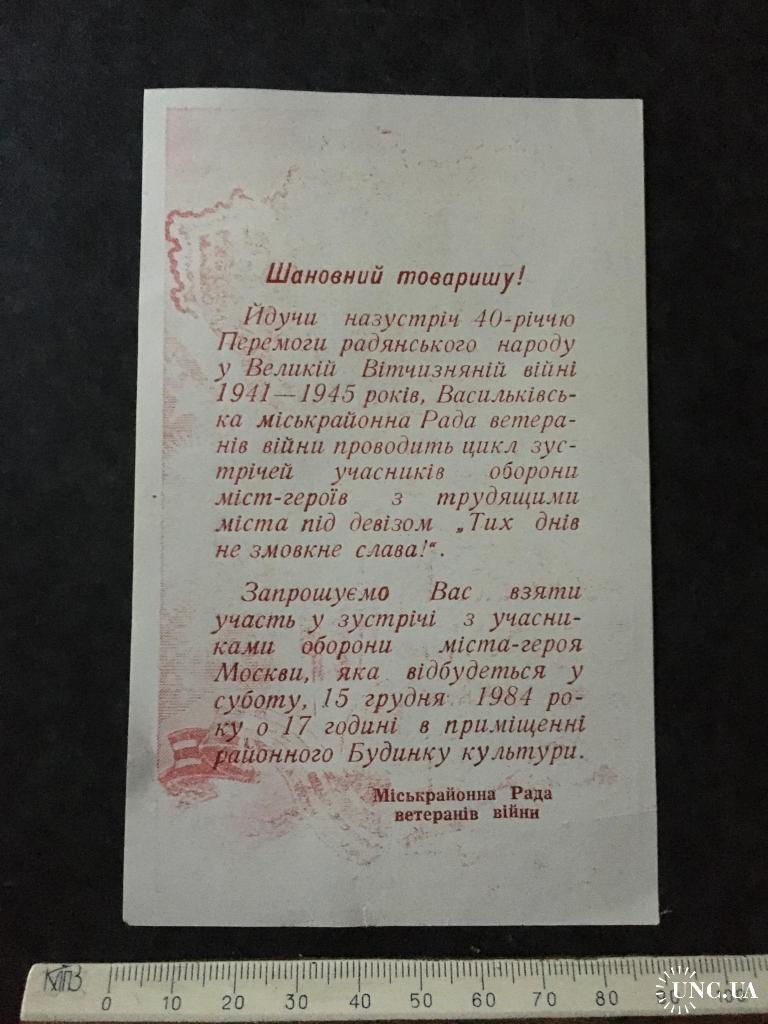 Шановний товаришу!
Йдучи назустріч 40-річчю
Перемоги радянського народу
у Великій Вітчизняній війні
1941—1945 років, Васильківсь-
ка міськрайонна Рада ветера-
нів війни проводить цикл зус-
трічей учасників оборони
міст-героїв з трудящими
міста під девізом „Тих днів
не змовкне слава!“.
Запрошуємо Вас взяти
участь у зустрічі з учасни-
ками оборони міста-героя
Москви, яка відбудеться у
суботу, 15 грудня 1984 ро-
ку о 17 годині в приміщенні
районного Будинку культури.
Міськрайонна Рада
ветеранів війни
0 10 20 30 40 50 60 70 80 90 100
UNC.UA